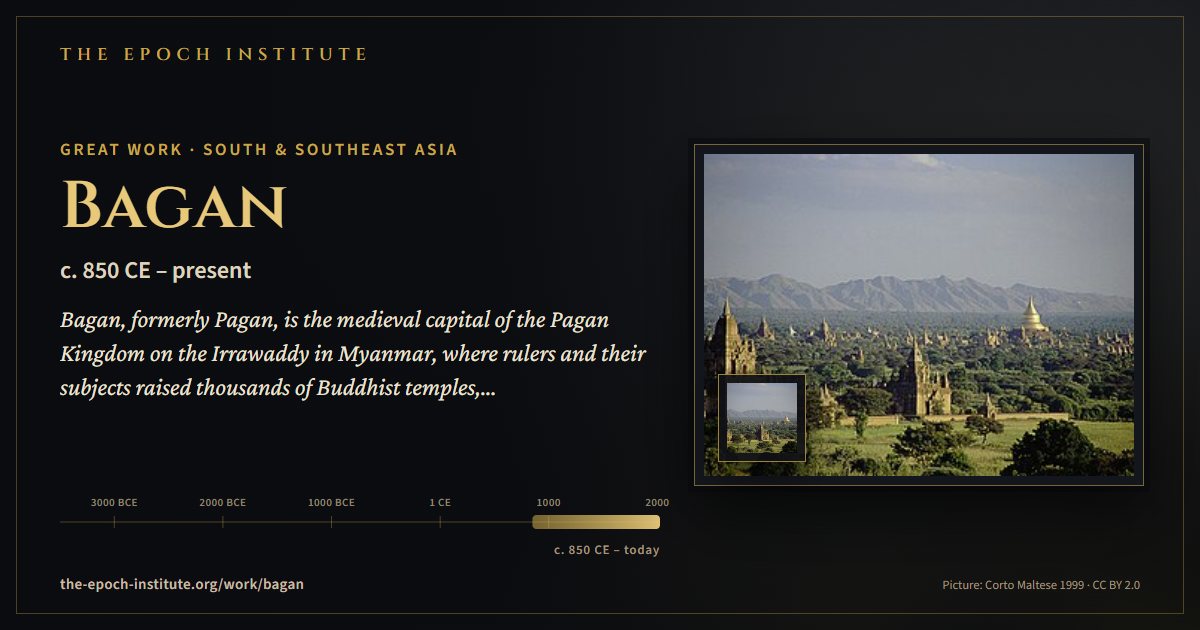 THE EPOCH INSTITUTE
GREAT WORK · SOUTH & SOUTHEAST ASIA
BAGAN
c. 850 CE – present
Bagan, formerly Pagan, is the medieval capital of the Pagan
Kingdom on the Irrawaddy in Myanmar, where rulers and their
subjects raised thousands of Buddhist temples,...
3000 BCE 2000 BCE 1000 BCE 1 CE 1000 2000
c. 850 CE – today
the-epoch-institute.org/work/bagan
Picture: Corto Maltese 1999 · CC BY 2.0